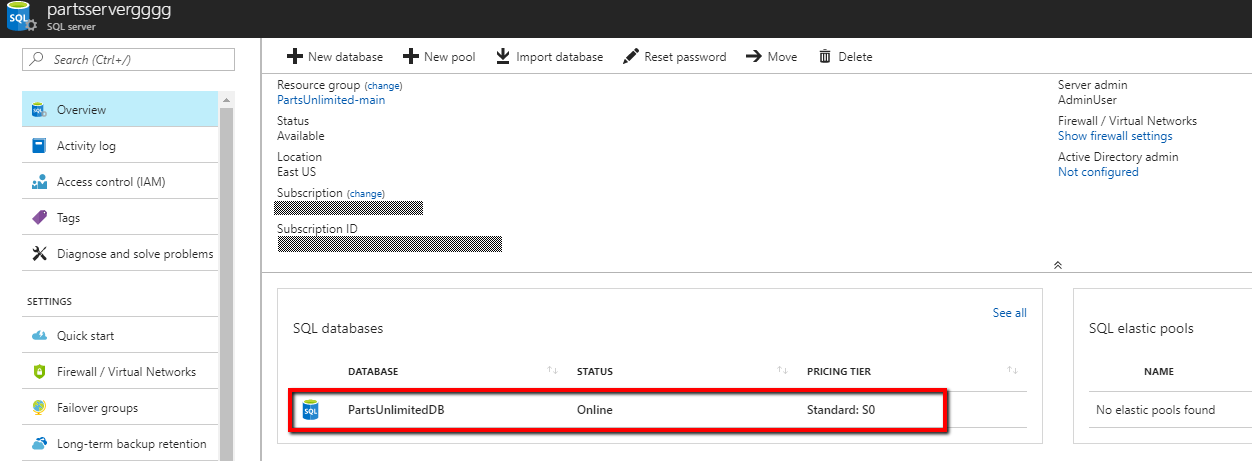 partsservergggg
SQL server
Search (Ctrl+/)
Overview
Activity log
Access control (IAM)
Tags
Diagnose and solve problems
SETTINGS
Quick start
Firewall / Virtual Networks
Failover groups
Long-term backup retention
New database
New pool
Import database
Reset password
Move
Delete
Resource group (change)
PartsUnlimited-main
Status
Available
Location
East US
Subscription (change)
Subscription ID
Server admin
AdminUser
Firewall / Virtual Networks
Show firewall settings
Active Directory admin
Not configured
See all
SQL databases
DATABASE STATUS PRICING TIER
PartsUnlimitedDB Online Standard: S0
SQL elastic pools
NAME
No elastic pools found